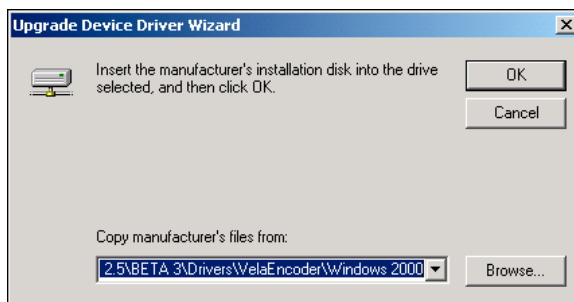 Upgrade Device Driver Wizard
Insert the manufacturer's installation disk into the drive
selected, and then click OK.
OK
Cancel
Copy manufacturer's files from:
2.5\BETA 3\Drivers\VelaEncoder\Windows 2000
Browse...